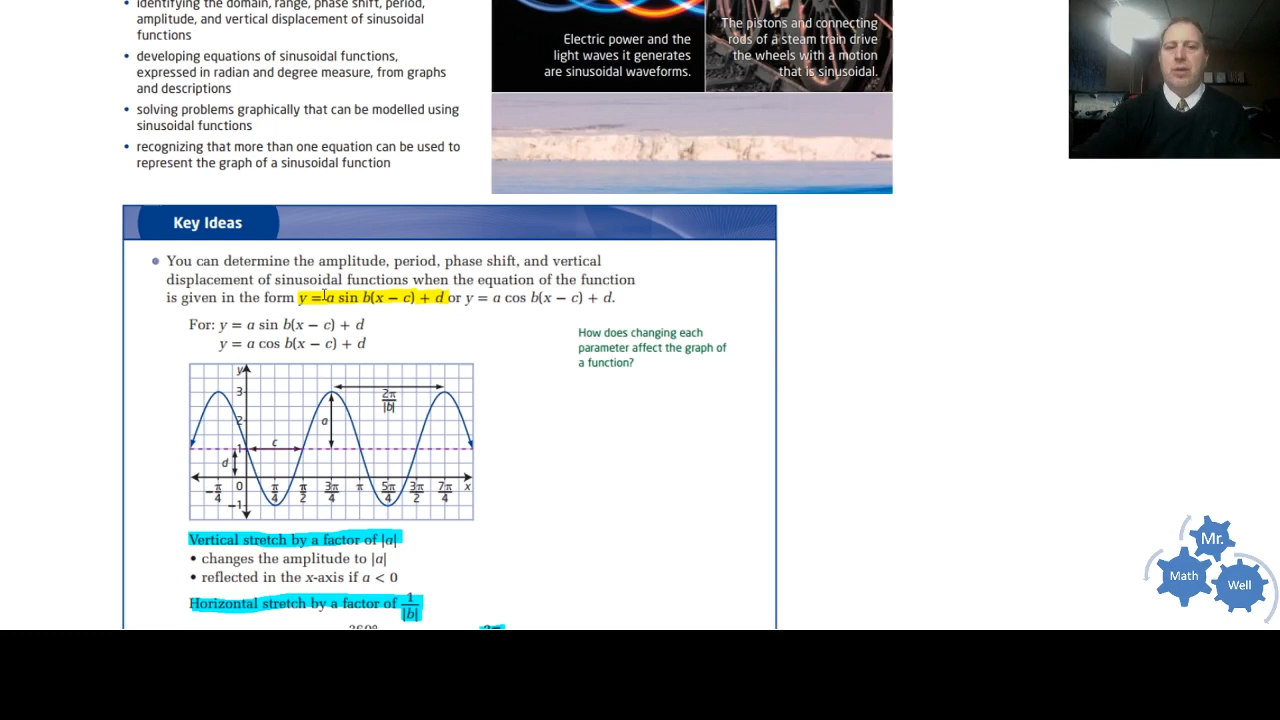 • identifying the domain, range, phase shift, period,
amplitude, and vertical displacement of sinusoidal
functions
• developing equations of sinusoidal functions,
expressed in radian and degree measure, from graphs
and descriptions
• solving problems graphically that can be modelled using
sinusoidal functions
• recognizing that more than one equation can be used to
represent the graph of a sinusoidal function
Electric power and the
light waves it generates
are sinusoidal waveforms.
The pistons and connecting
rods of a steam train drive
the wheels with a motion
that is sinusoidal.
Key Ideas
• You can determine the amplitude, period, phase shift, and vertical
displacement of sinusoidal functions when the equation of the function
is given in the form y = a sin b(x − c) + d or y = a cos b(x − c) + d.
For: y = a sin b(x − c) + d
y = a cos b(x − c) + d
How does changing each
parameter affect the graph of
a function?
y
3
2π/|b|
2
a
c
1
d
−π/4 0 π/4 π/2 3π/4 π 5π/4 3π/2 7π/4 x
−1
Vertical stretch by a factor of |a|
• changes the amplitude to |a|
• reflected in the x-axis if a < 0
Horizontal stretch by a factor of 1/|b|
Mr.
Math
Well